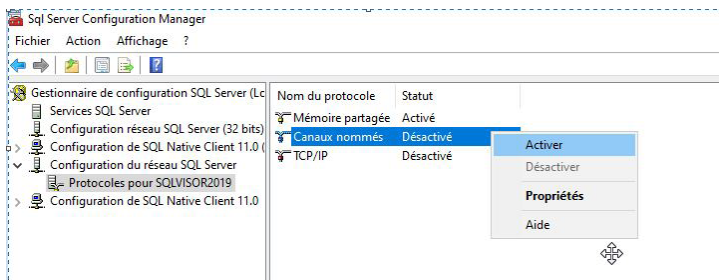 Sql Server Configuration Manager
Fichier Action Affichage ?
Gestionnaire de configuration SQL Server (Lc
Services SQL Server
Configuration réseau SQL Server (32 bits)
Configuration de SQL Native Client 11.0 (
Configuration du réseau SQL Server
Protocoles pour SQLVISOR2019
Configuration de SQL Native Client 11.0
Nom du protocole Statut
Mémoire partagée Activé
Canaux nommés Désactivé
TCP/IP Désactivé
Activer
Désactiver
Propriétés
Aide